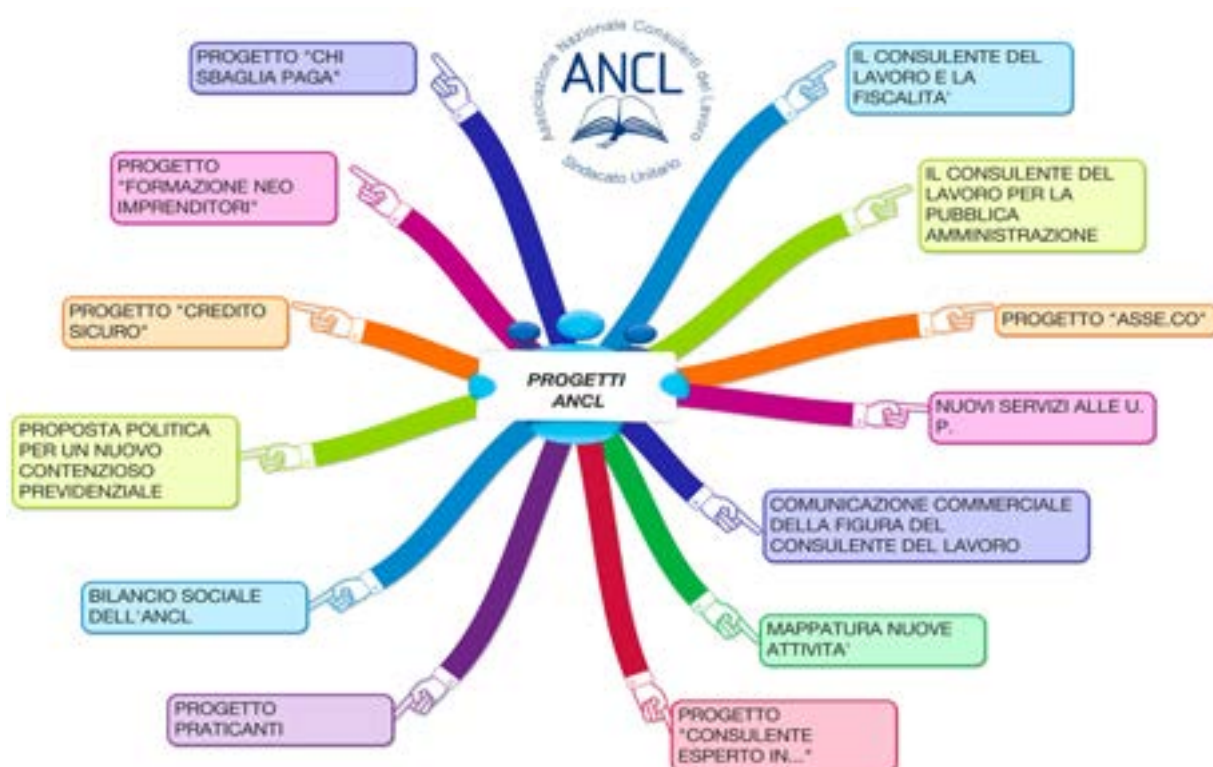 Associazione Nazionale Consulenti del Lavoro
ANCL
Sindacato Unitario
PROGETTO "CHI
SBAGLIA PAGA"
IL CONSULENTE DEL
LAVORO E LA
FISCALITA'
PROGETTO
"FORMAZIONE NEO
IMPRENDITORI"
IL CONSULENTE DEL
LAVORO PER LA
PUBBLICA
AMMINISTRAZIONE
PROGETTO "CREDITO
SICURO"
PROGETTO "ASSE.CO"
PROGETTI
ANCL
NUOVI SERVIZI ALLE U.
P.
PROPOSTA POLITICA
PER UN NUOVO
CONTENZIOSO
PREVIDENZIALE
COMUNICAZIONE COMMERCIALE
DELLA FIGURA DEL
CONSULENTE DEL LAVORO
BILANCIO SOCIALE
DELL'ANCL
MAPPATURA NUOVE
ATTIVITA'
PROGETTO
PRATICANTI
PROGETTO
"CONSULENTE
ESPERTO IN..."